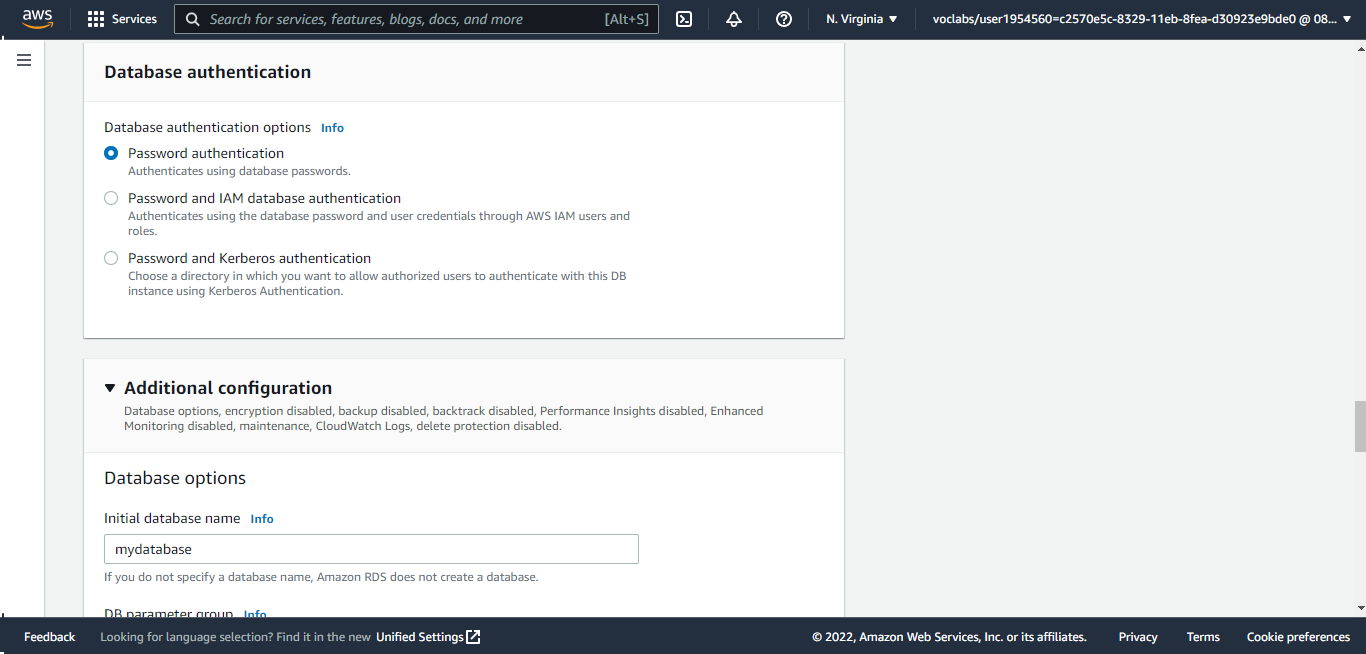 aws
Services
Search for services, features, blogs, docs, and more
[Alt+S]
N. Virginia
voclabs/user1954560=c2570e5c-8329-11eb-8fea-d30923e9bde0 @ 08...
Database authentication
Database authentication options Info
Password authentication
Authenticates using database passwords.
Password and IAM database authentication
Authenticates using the database password and user credentials through AWS IAM users and
roles.
Password and Kerberos authentication
Choose a directory in which you want to allow authorized users to authenticate with this DB
instance using Kerberos Authentication.
Additional configuration
Database options, encryption disabled, backup disabled, backtrack disabled, Performance Insights disabled, Enhanced
Monitoring disabled, maintenance, CloudWatch Logs, delete protection disabled.
Database options
Initial database name Info
mydatabase
If you do not specify a database name, Amazon RDS does not create a database.
DB parameter group Info
Feedback
Looking for language selection? Find it in the new Unified Settings
© 2022, Amazon Web Services, Inc. or its affiliates.
Privacy
Terms
Cookie preferences